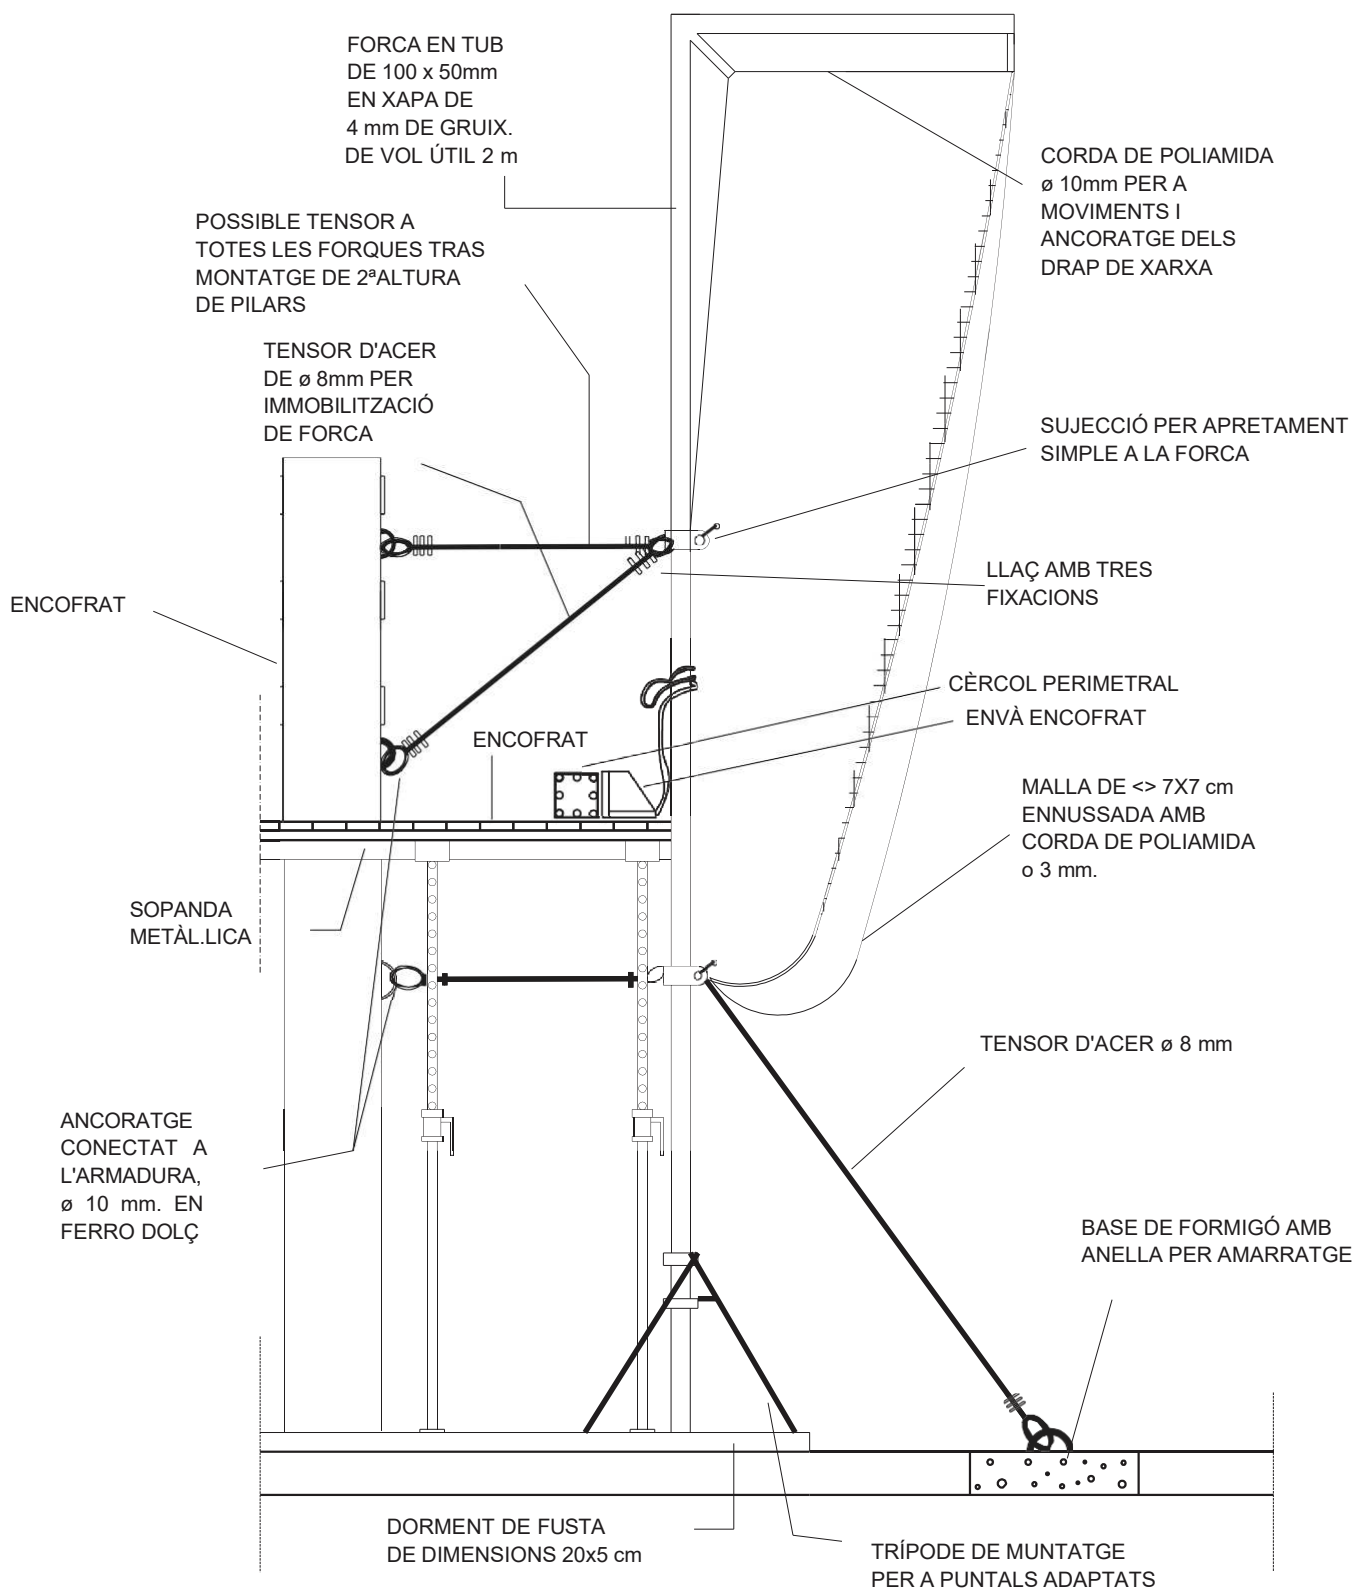 FORCA EN TUB
DE 100 x 50mm
EN XAPA DE
4 mm DE GRUIX.
DE VOL ÚTIL 2 m
CORDA DE POLIAMIDA
ø 10mm PER A
MOVIMENTS I
ANCORATGE DELS
DRAP DE XARXA
POSSIBLE TENSOR A
TOTES LES FORQUES TRAS
MONTATGE DE 2ªALTURA
DE PILARS
TENSOR D'ACER
DE ø 8mm PER
IMMOBILITZACIÓ
DE FORCA
SUJECCIÓ PER APRETAMENT
SIMPLE A LA FORCA
LLAÇ AMB TRES
FIXACIONS
ENCOFRAT
CÈRCOL PERIMETRAL
ENVÀ ENCOFRAT
ENCOFRAT
MALLA DE <> 7X7 cm
ENNUSSADA AMB
CORDA DE POLIAMIDA
o 3 mm.
SOPANDA
METÀL.LICA
TENSOR D'ACER ø 8 mm
ANCORATGE
CONECTAT A
L'ARMADURA,
ø 10 mm. EN
FERRO DOLÇ
BASE DE FORMIGÓ AMB
ANELLA PER AMARRATGE
DORMENT DE FUSTA
DE DIMENSIONS 20x5 cm
TRÍPODE DE MUNTATGE
PER A PUNTALS ADAPTATS